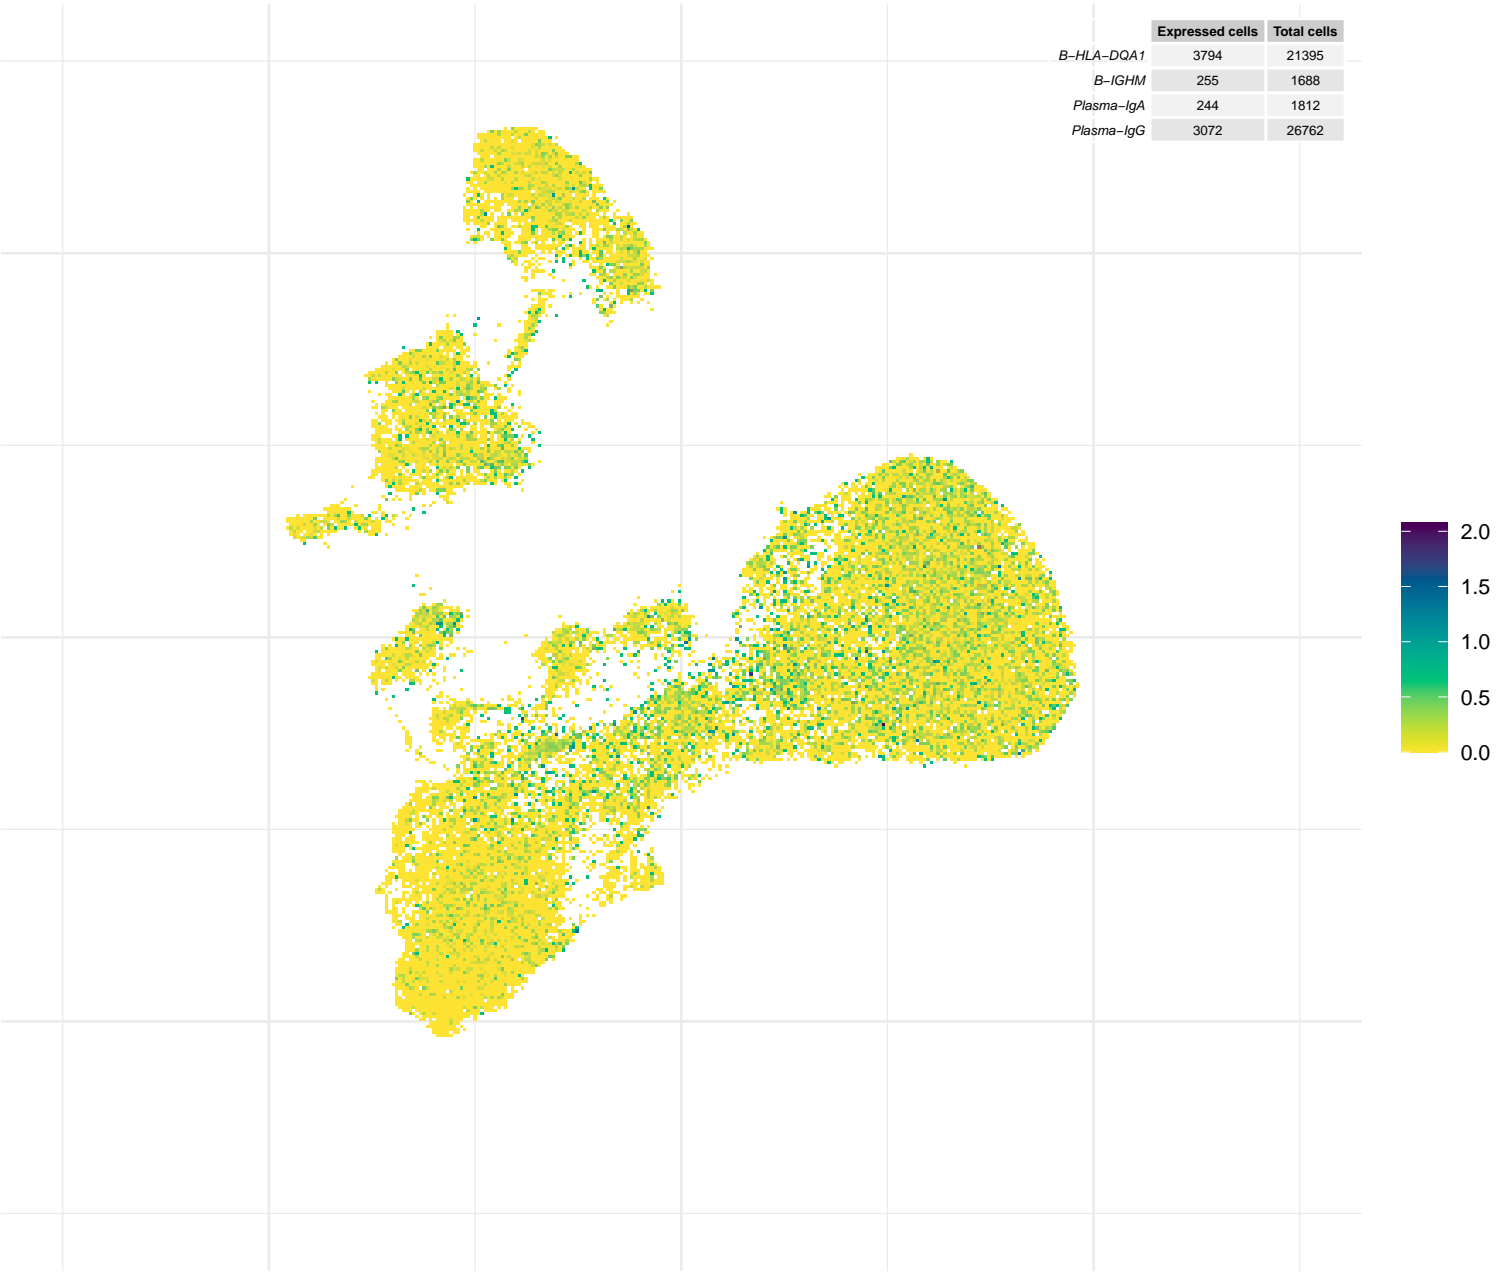 Expressed cells Total cells
B−HLA−DQA1 3794 21395
B−IGHM 255 1688
Plasma−IgA 244 1812
Plasma−IgG 3072 26762
2.0
1.5
1.0
0.5
0.0